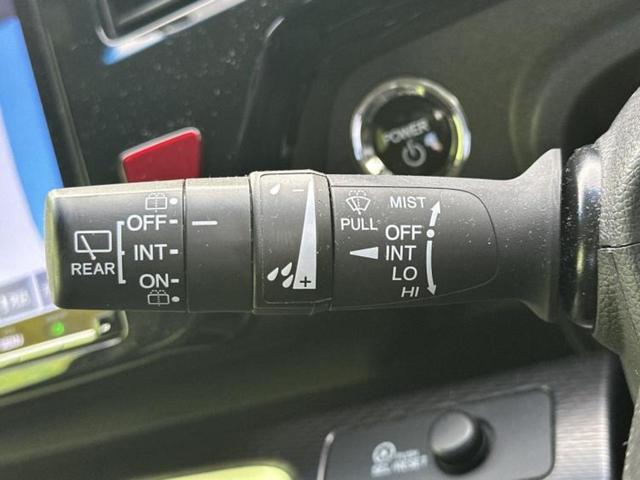 POWER
MIST
OFF
PULL
OFF
INT
INT
REAR
LO
ON
HI